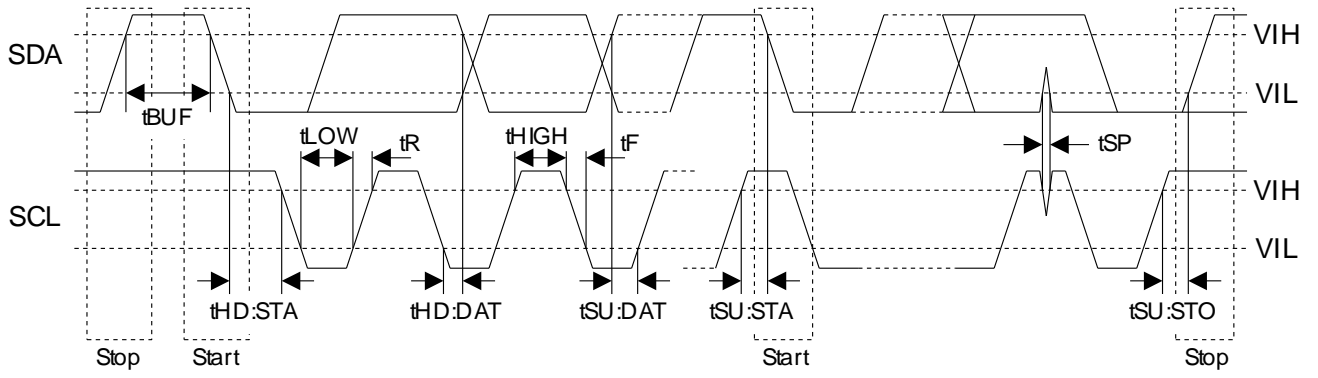 SDA
VIH
VIL
tBUF
tLOW
tR
tHIGH
tF
tSP
SCL
VIH
VIL
tHD:STA
tHD:DAT
tSU:DAT
tSU:STA
tSU:STO
Stop
Start
Start
Stop